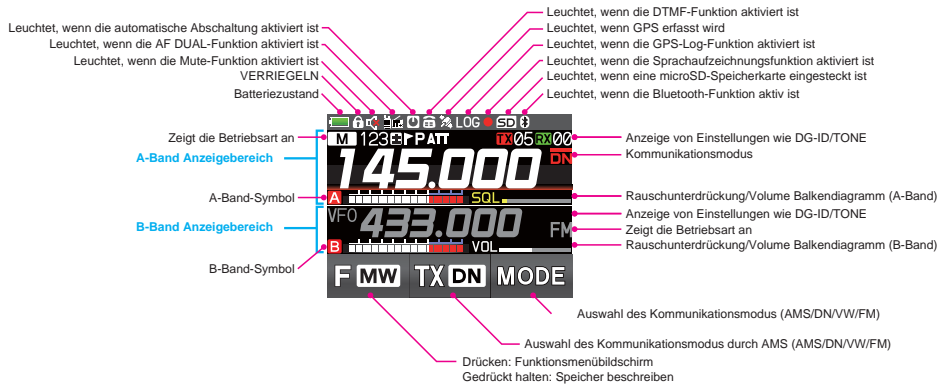 Leuchtet, wenn die DTMF-Funktion aktiviert ist
Leuchtet, wenn die automatische Abschaltung aktiviert ist
Leuchtet, wenn GPS erfasst wird
Leuchtet, wenn die AF DUAL-Funktion aktiviert ist
Leuchtet, wenn die GPS-Log-Funktion aktiviert ist
Leuchtet, wenn die Mute-Funktion aktiviert ist
Leuchtet, wenn die Sprachaufzeichnungsfunktion aktiviert ist
VERRIEGELN
Leuchtet, wenn eine microSD-Speicherkarte eingesteckt ist
Batteriezustand
Leuchtet, wenn die Bluetooth-Funktion aktiv ist
LOG SD
Zeigt die Betriebsart an
M 123 P ATT TX 05 RX 00
Anzeige von Einstellungen wie DG-ID/TONE
A-Band Anzeigebereich
145.000 DN
Kommunikationsmodus
A-Band-Symbol
A SQL
Rauschunterdrückung/Volume Balkendiagramm (A-Band)
B-Band Anzeigebereich
VFO 433.000 FM
Anzeige von Einstellungen wie DG-ID/TONE
Zeigt die Betriebsart an
B VOL
Rauschunterdrückung/Volume Balkendiagramm (B-Band)
B-Band-Symbol
F MW TX DN MODE
Auswahl des Kommunikationsmodus (AMS/DN/VW/FM)
Auswahl des Kommunikationsmodus durch AMS (AMS/DN/VW/FM)
Drücken: Funktionsmenübildschirm
Gedrückt halten: Speicher beschreiben